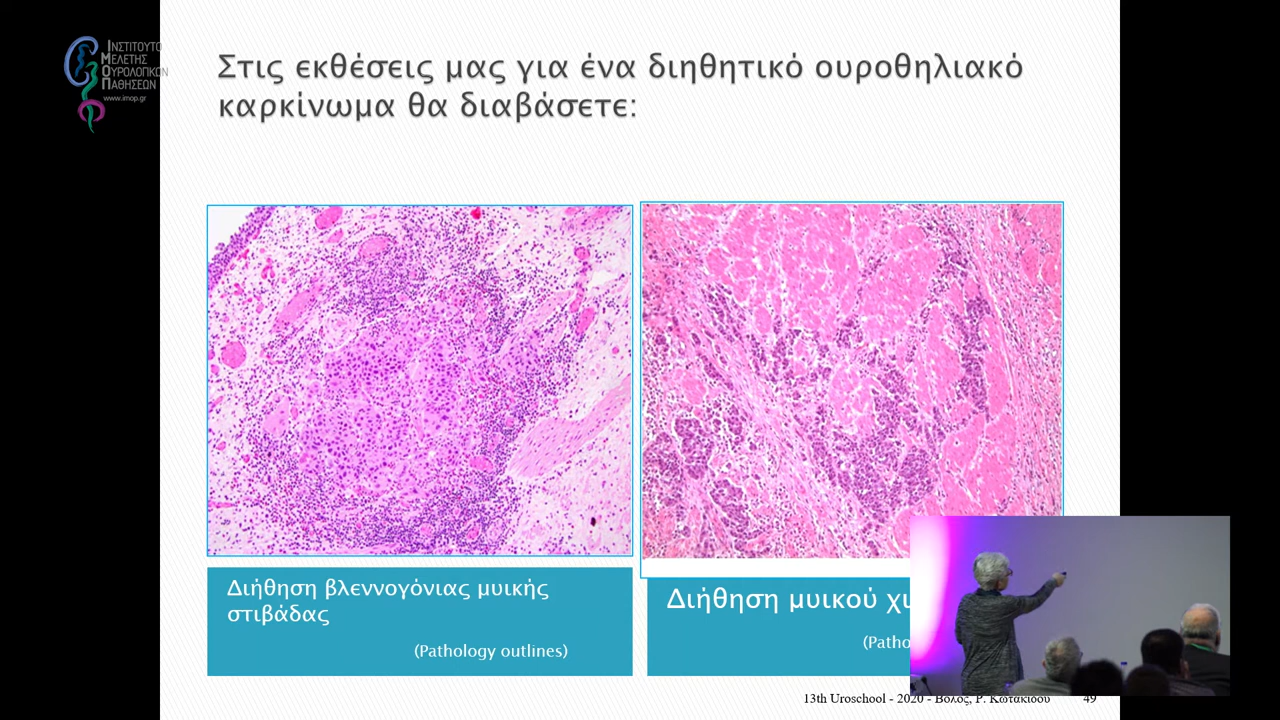 ΙΝΣΤΙΤΟΥΤΟ
ΜΕΛΕΤΗΣ
ΟΥΡΟΛΟΓΙΚΩΝ
ΠΑΘΗΣΕΩΝ
www.imop.gr
Στις εκθέσεις μας για ένα διηθητικό ουροθηλιακό
καρκίνωμα θα διαβάσετε:
Διήθηση βλεννογόνιας μυικής
στιβάδας
(Pathology outlines)
Διήθηση μυικού
13th Uroschool - 2020 - Βόλος, Ρ. Κωτακίδου
49